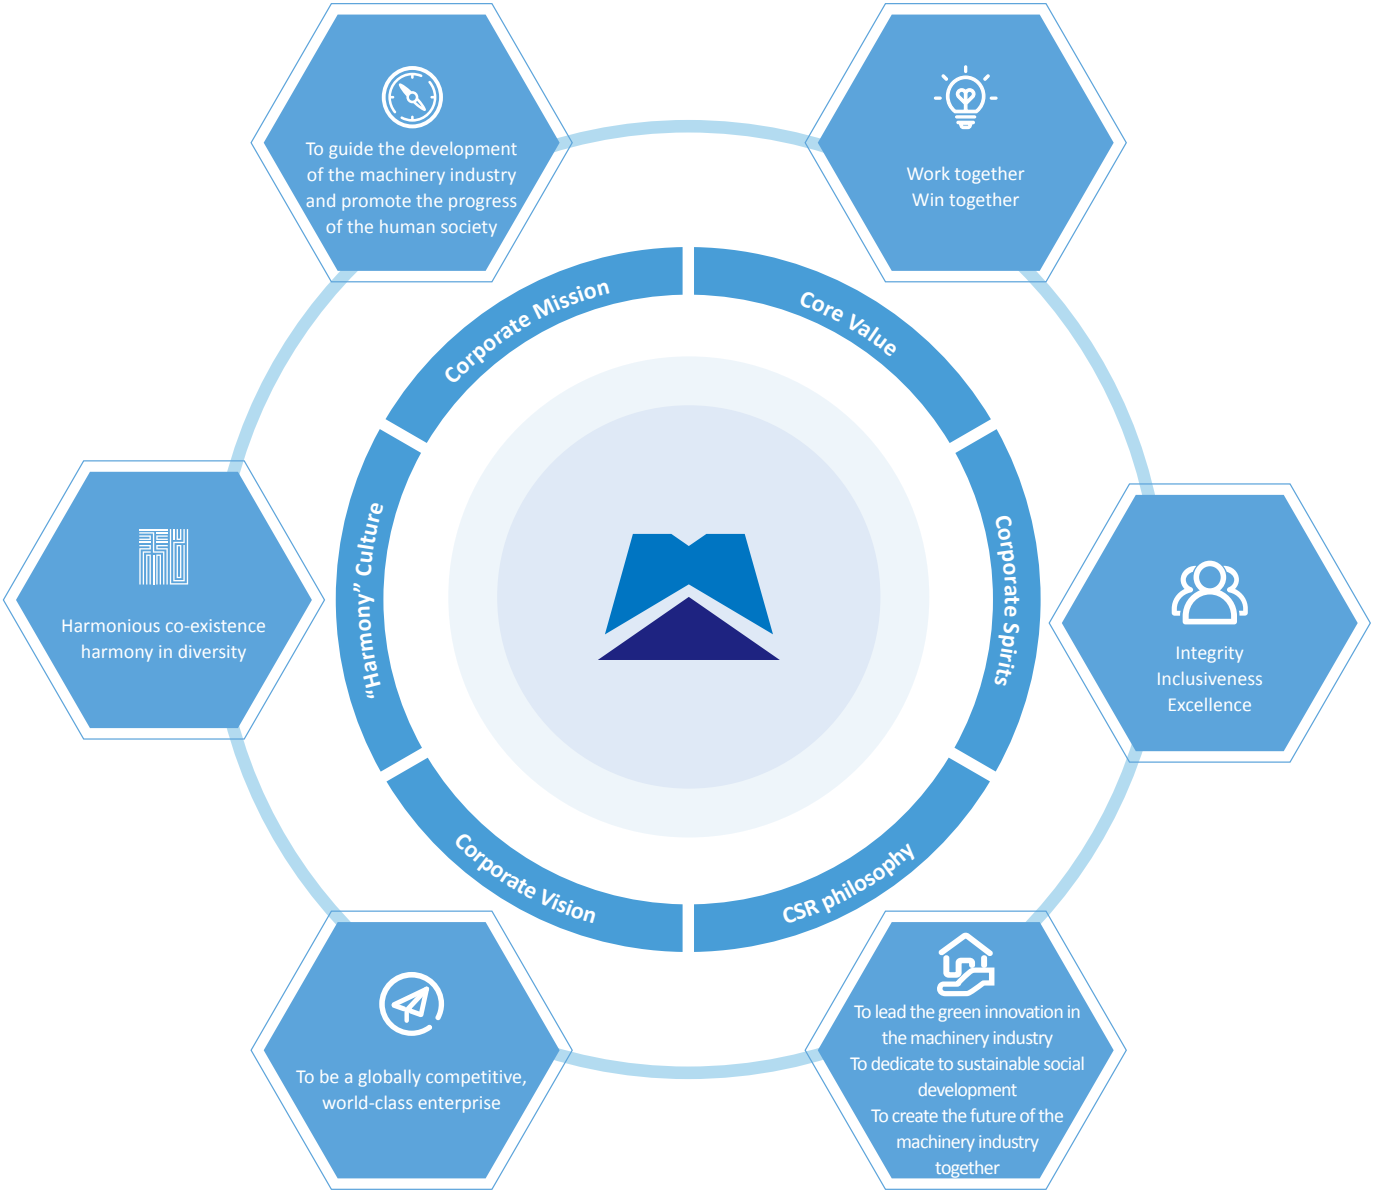 To guide the development
of the machinery industry
and promote the progress
of the human society
Work together
Win together
Corporate Mission
Core Value
"Harmony" Culture
Corporate Spirits
Harmonious co-existence
harmony in diversity
Integrity
Inclusiveness
Excellence
Corporate Vision
CSR philosophy
To be a globally competitive,
world-class enterprise
To lead the green innovation in
the machinery industry
To dedicate to sustainable social
development
To create the future of the
machinery industry
together